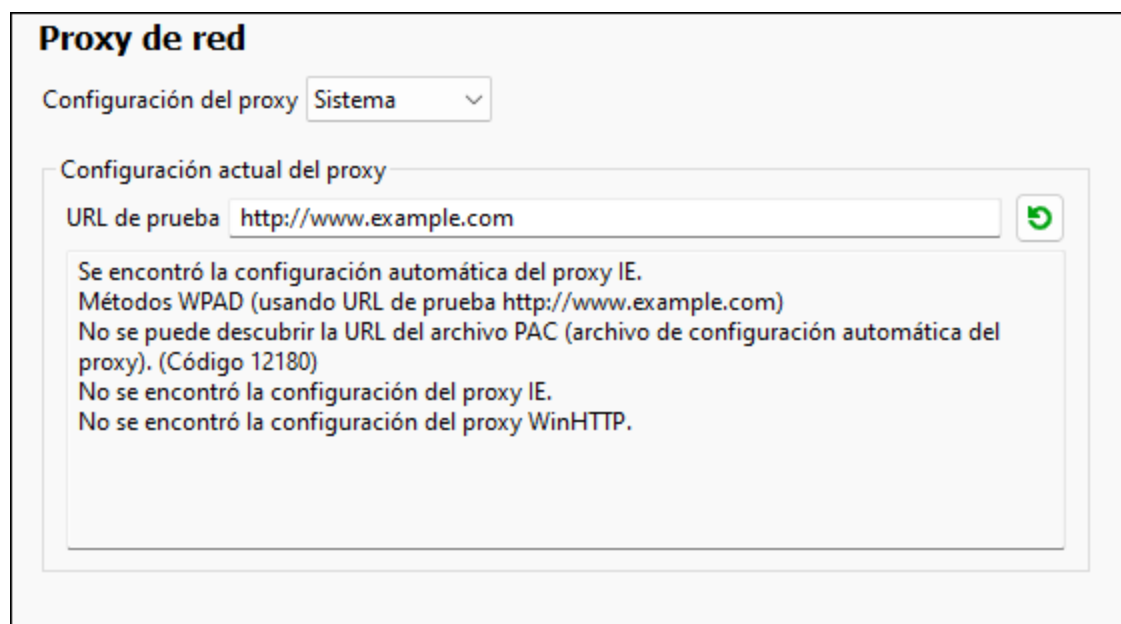 Proxy de red
Configuración del proxy Sistema
Configuración actual del proxy
URL de prueba http://www.example.com
Se encontró la configuración automática del proxy IE.
Métodos WPAD (usando URL de prueba http://www.example.com)
No se puede descubrir la URL del archivo PAC (archivo de configuración automática del
proxy). (Código 12180)
No se encontró la configuración del proxy IE.
No se encontró la configuración del proxy WinHTTP.